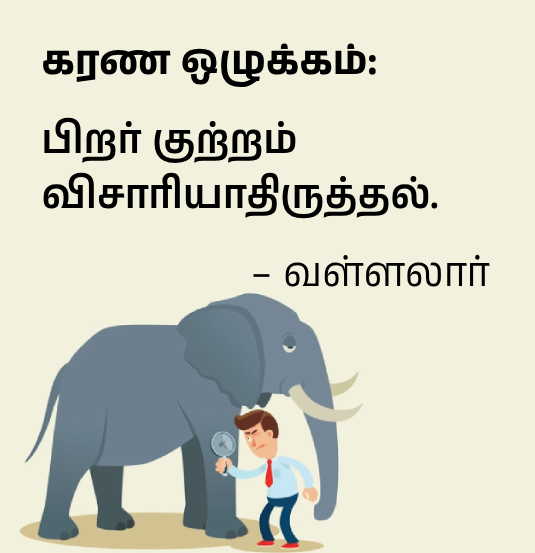 கரண ஒழுக்கம்:
பிறர் குற்றம்
விசாரியாதிருத்தல்.
– வள்ளலார்